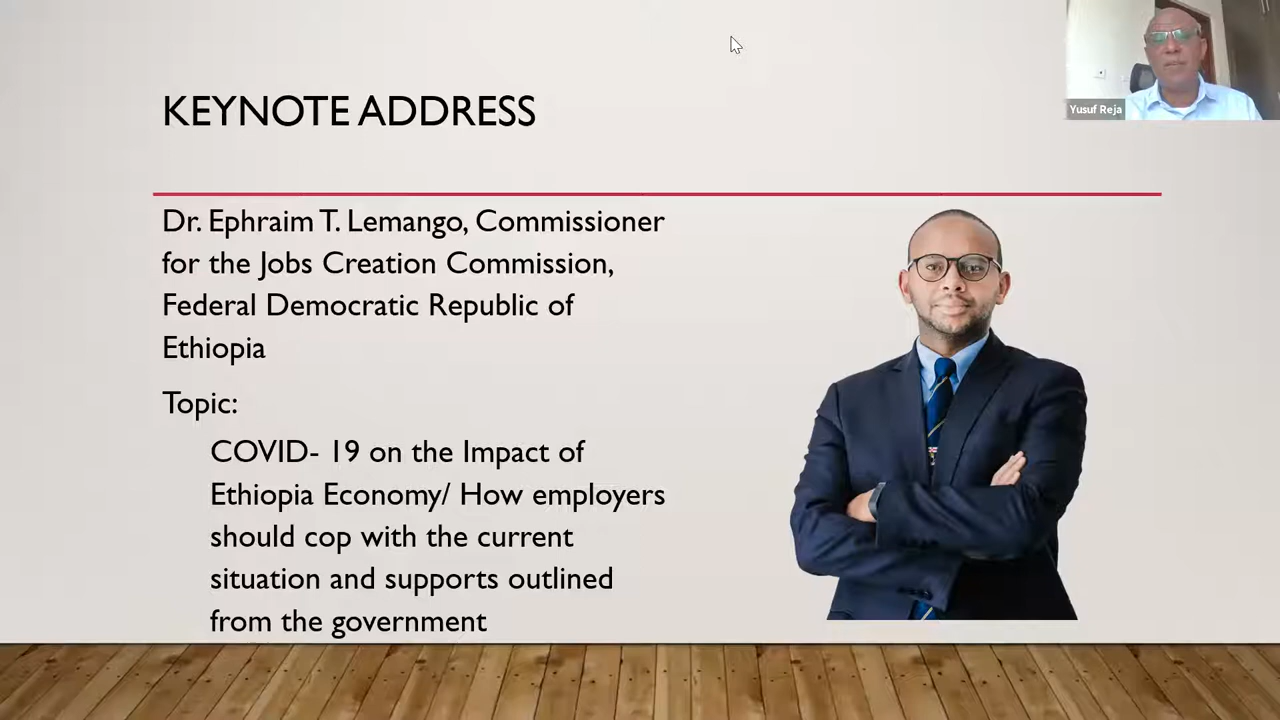 KEYNOTE ADDRESS
Yusuf Reja
Dr. Ephraim T. Lemango, Commissioner
for the Jobs Creation Commission,
Federal Democratic Republic of
Ethiopia
Topic:
COVID- 19 on the Impact of
Ethiopia Economy/ How employers
should cop with the current
situation and supports outlined
from the government